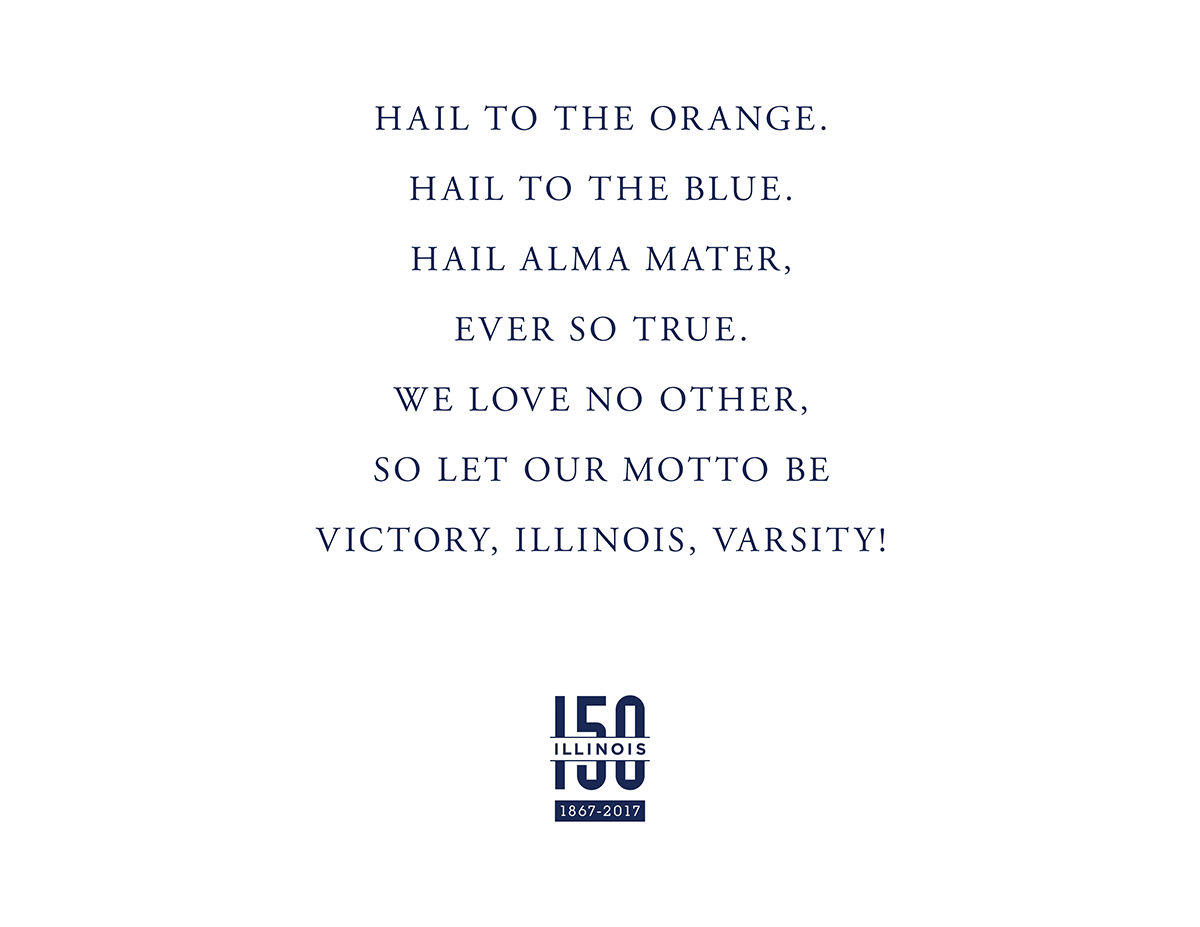 HAIL TO THE ORANGE.
HAIL TO THE BLUE.
HAIL ALMA MATER,
EVER SO TRUE.
WE LOVE NO OTHER,
SO LET OUR MOTTO BE
VICTORY, ILLINOIS, VARSITY!
150
ILLINOIS
1867-2017